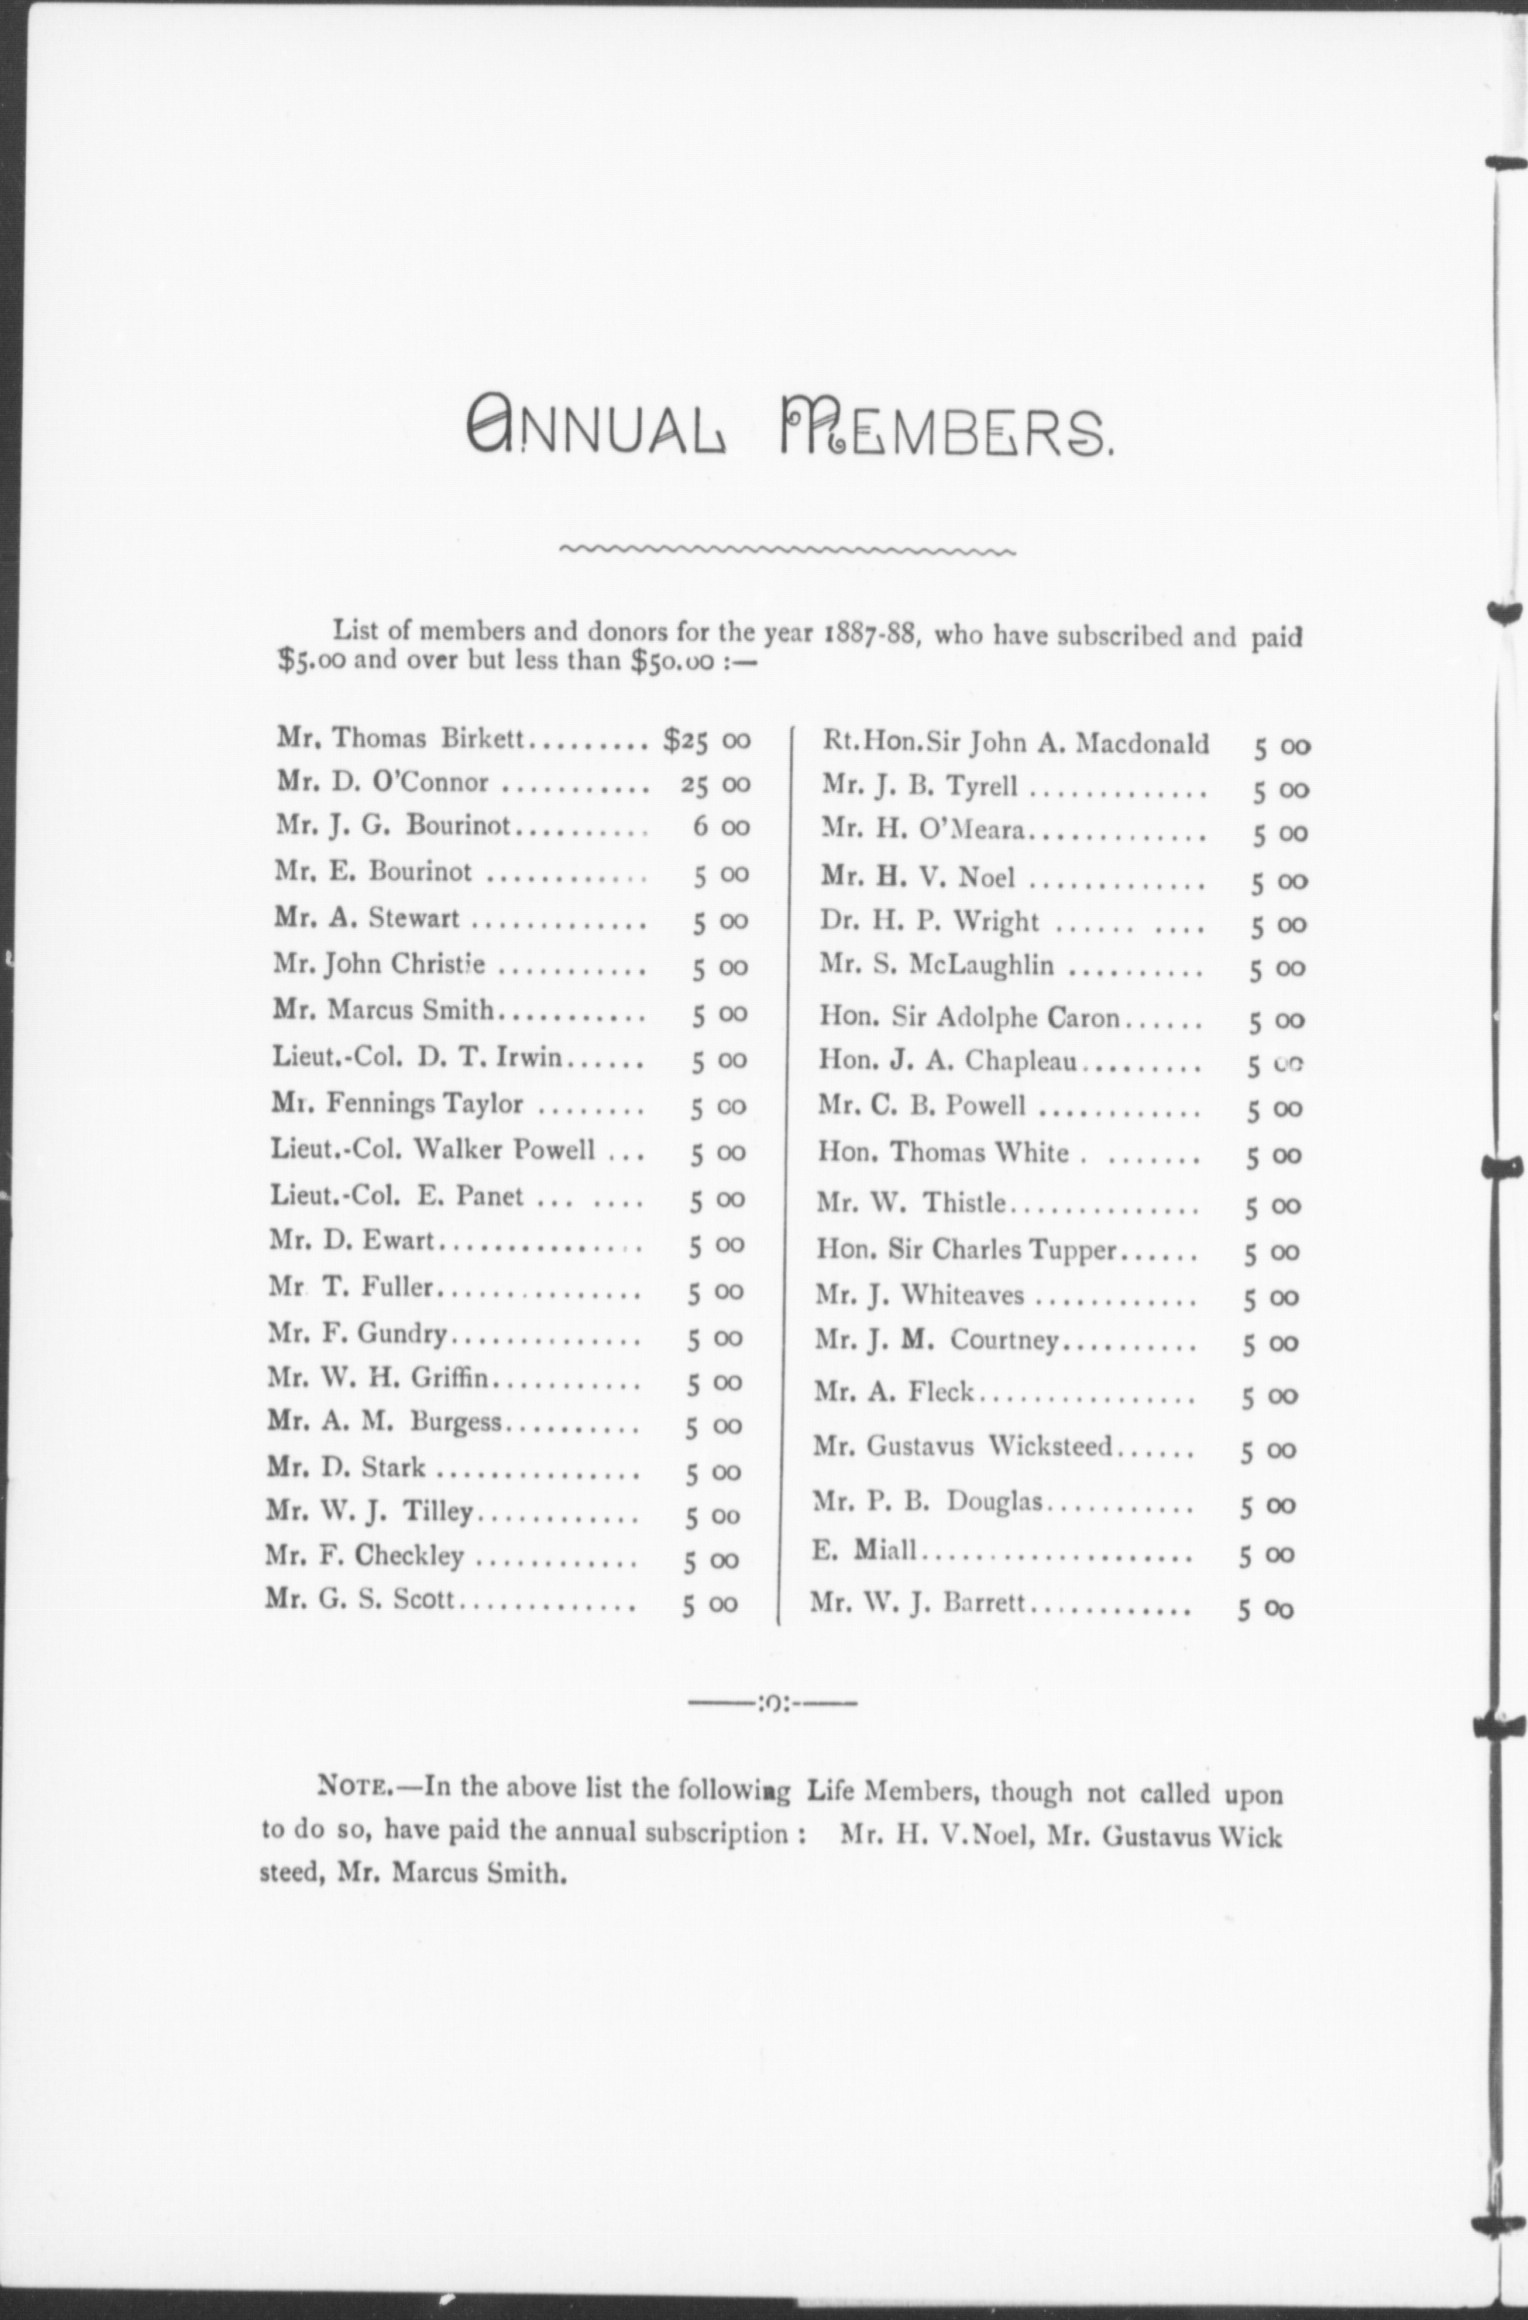 ANNUAL MEMBERS.
List of members and donors for the year 1887-88, who have subscribed and paid
$5.00 and over but less than $50.00 :—
Mr. Thomas Birkett......... $25 00
Mr. D. O'Connor ........... 25 00
Mr. J. G. Bourinot.......... 6 00
Mr. E. Bourinot ............ 5 00
Mr. A. Stewart ............. 5 00
Mr. John Christie ........... 5 00
Mr. Marcus Smith........... 5 00
Lieut.-Col. D. T. Irwin...... 5 00
Mr. Fennings Taylor ........ 5 00
Lieut.-Col. Walker Powell ... 5 00
Lieut.-Col. E. Panet ... .... 5 00
Mr. D. Ewart............... 5 00
Mr T. Fuller............... 5 00
Mr. F. Gundry.............. 5 00
Mr. W. H. Griffin........... 5 00
Mr. A. M. Burgess.......... 5 00
Mr. D. Stark ............... 5 00
Mr. W. J. Tilley............ 5 00
Mr. F. Checkley ............ 5 00
Mr. G. S. Scott............. 5 00
Rt.Hon.Sir John A. Macdonald 5 00
Mr. J. B. Tyrell ............. 5 00
Mr. H. O'Meara............. 5 00
Mr. H. V. Noel ............. 5 00
Dr. H. P. Wright ...... .... 5 00
Mr. S. McLaughlin .......... 5 00
Hon. Sir Adolphe Caron...... 5 00
Hon. J. A. Chapleau......... 5 00
Mr. C. B. Powell ............ 5 00
Hon. Thomas White . ....... 5 00
Mr. W. Thistle.............. 5 00
Hon. Sir Charles Tupper...... 5 00
Mr. J. Whiteaves ............ 5 00
Mr. J. M. Courtney.......... 5 00
Mr. A. Fleck................ 5 00
Mr. Gustavus Wicksteed...... 5 00
Mr. P. B. Douglas........... 5 00
E. Miall.................... 5 00
Mr. W. J. Barrett............ 5 00
——:o:——
NOTE.—In the above list the following Life Members, though not called upon
to do so, have paid the annual subscription : Mr. H. V. Noel, Mr. Gustavus Wick
steed, Mr. Marcus Smith.